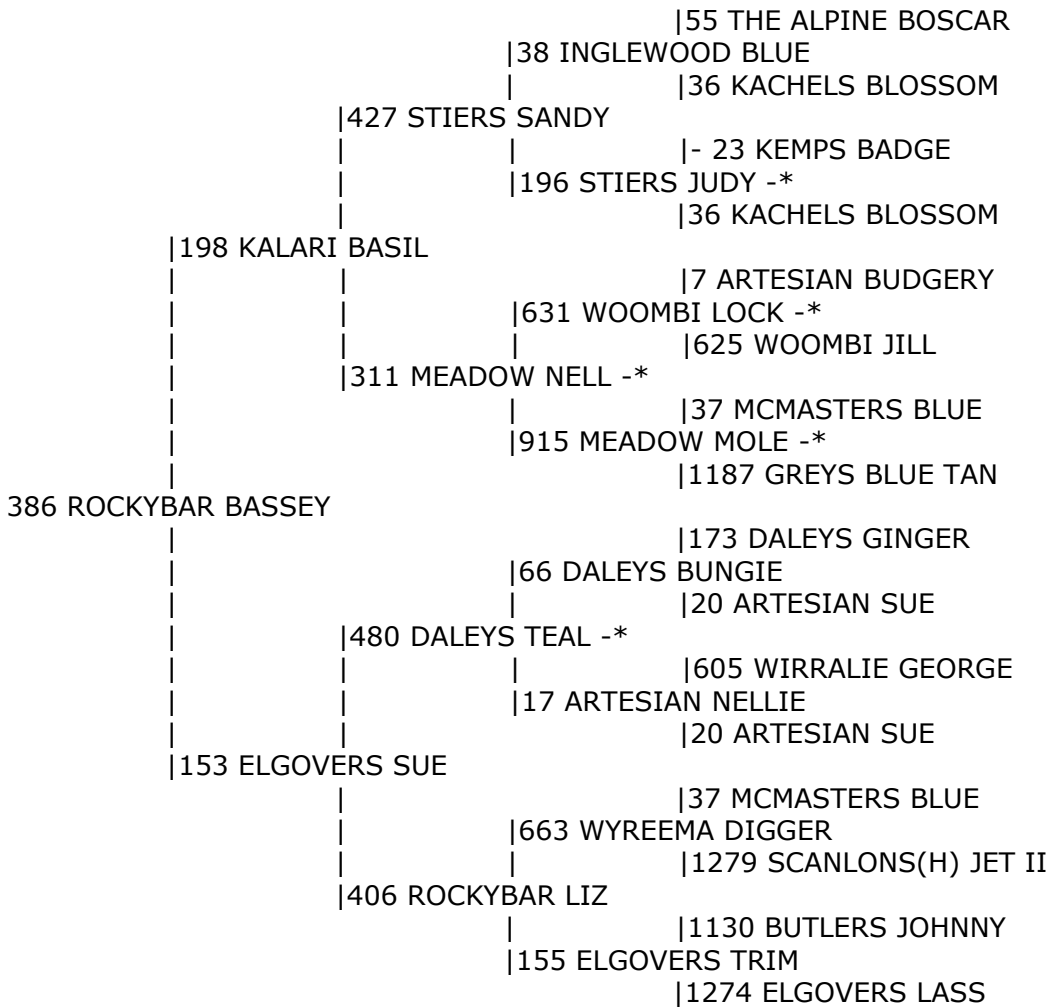 |55 THE ALPINE BOSCAR
|38 INGLEWOOD BLUE
| |36 KACHELS BLOSSOM
|427 STIERS SANDY
| | |- 23 KEMPS BADGE
| |196 STIERS JUDY -*
| |36 KACHELS BLOSSOM
|198 KALARI BASIL
| | |7 ARTESIAN BUDGERY
| | |631 WOOMBI LOCK -*
| | | |625 WOOMBI JILL
| |311 MEADOW NELL -*
| | |37 MCMASTERS BLUE
| |915 MEADOW MOLE -*
| |1187 GREYS BLUE TAN
386 ROCKYBAR BASSEY
| |173 DALEYS GINGER
| |66 DALEYS BUNGIE
| | |20 ARTESIAN SUE
| |480 DALEYS TEAL -*
| | | |605 WIRRALIE GEORGE
| | |17 ARTESIAN NELLIE
| | |20 ARTESIAN SUE
|153 ELGOVERS SUE
| |37 MCMASTERS BLUE
| |663 WYREEMA DIGGER
| | |1279 SCANLONS(H) JET II
|406 ROCKYBAR LIZ
| |1130 BUTLERS JOHNNY
|155 ELGOVERS TRIM
|1274 ELGOVERS LASS